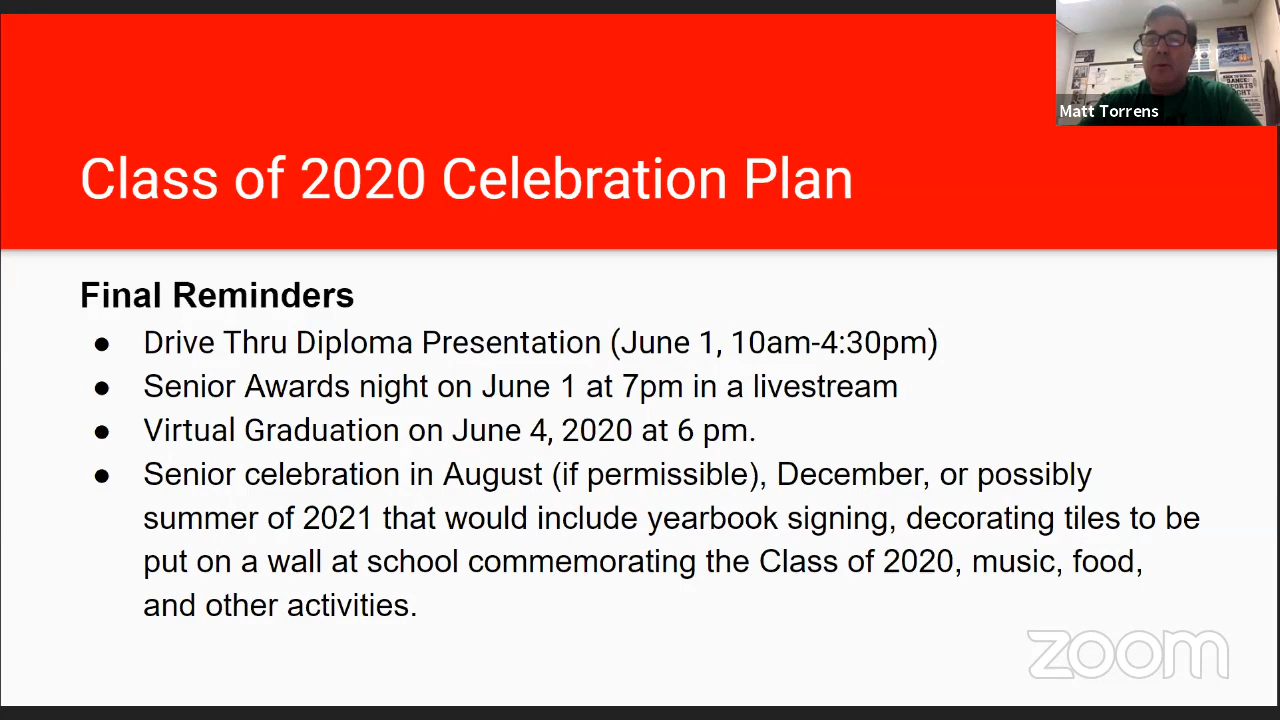 Matt Torrens
Class of 2020 Celebration Plan
Final Reminders
● Drive Thru Diploma Presentation (June 1, 10am-4:30pm)
● Senior Awards night on June 1 at 7pm in a livestream
● Virtual Graduation on June 4, 2020 at 6 pm.
● Senior celebration in August (if permissible), December, or possibly
summer of 2021 that would include yearbook signing, decorating tiles to be
put on a wall at school commemorating the Class of 2020, music, food,
and other activities.
zoom